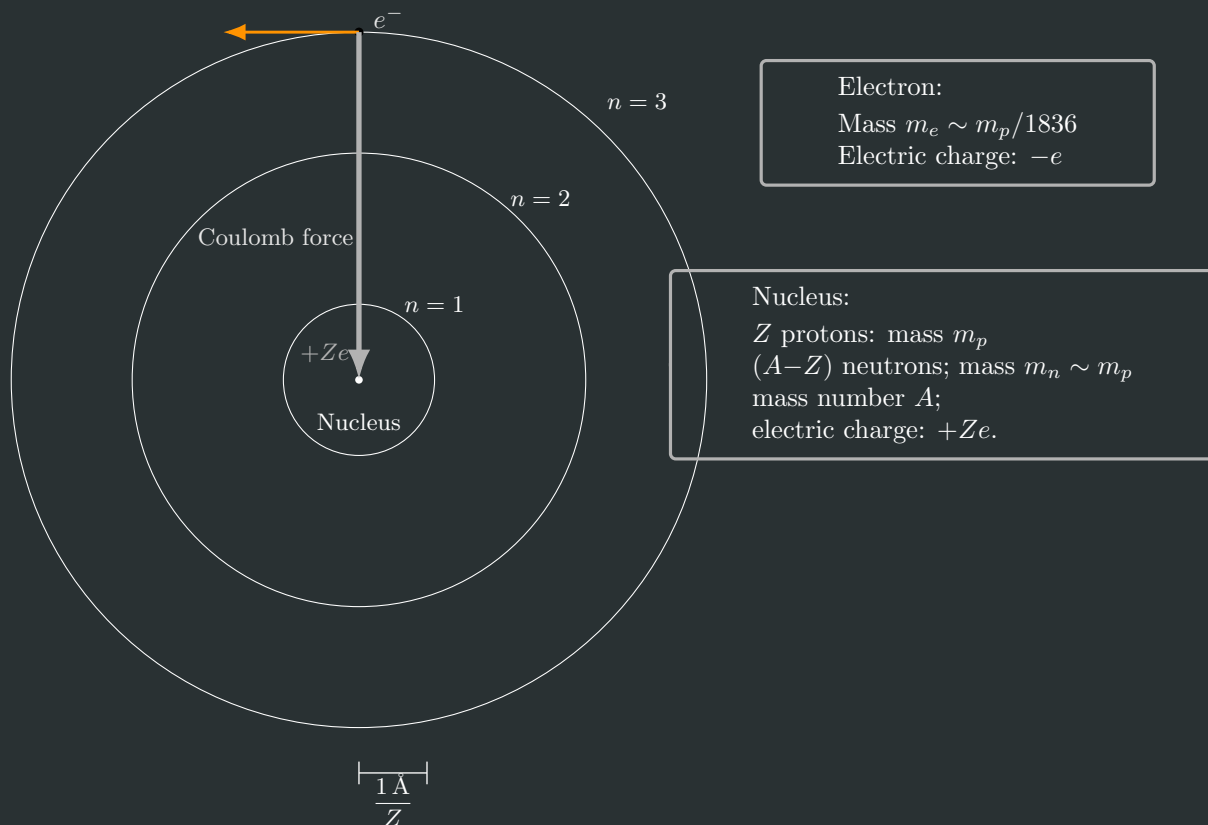 e⁻
n = 3
n = 2
Coulomb force
n = 1
+Ze
Nucleus
1 Å
Z
Electron:
Mass mₑ ∼ mₚ/1836
Electric charge: −e
Nucleus:
Z protons: mass mₚ
(A−Z) neutrons; mass mₙ ∼ mₚ
mass number A;
electric charge: +Ze.